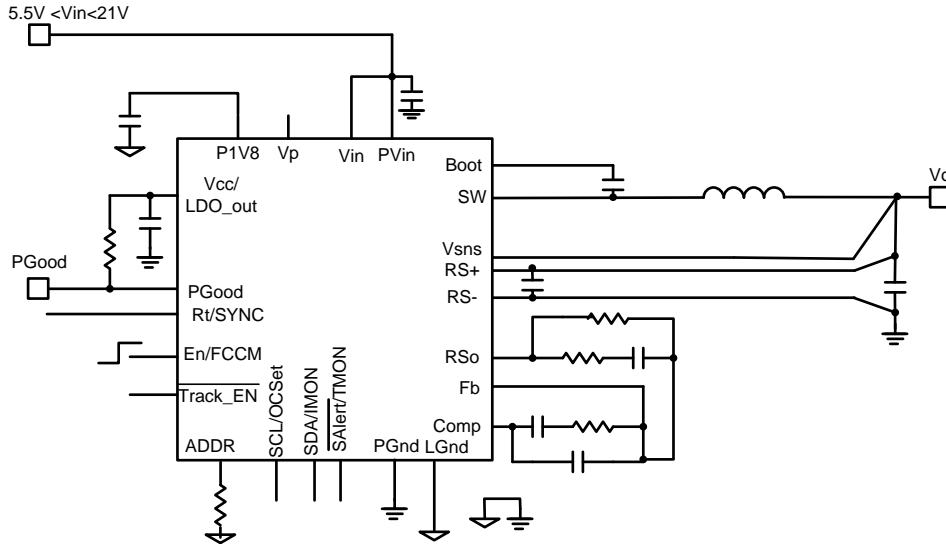 5.5V <Vin<21V
P1V8
Vp
Vin
PVin
Vcc/
LDO_out
Boot
SW
Vo
Vsns
RS+
RS-
PGood
PGood
Rt/SYNC
En/FCCM
Track_EN
RSo
Fb
Comp
ADDR
SCL/OCSet
SDA/IMON
SAlert/TMON
PGnd
LGnd